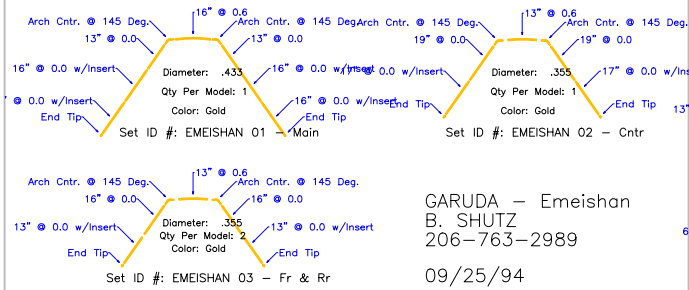 16" @ 0.6
Arch Cntr. @ 145 Deg.
Arch Cntr. @ 145 Deg.
13" @ 0.0
13" @ 0.0
16" @ 0.0 w/Insert
16" @ 0.0 w/Insert
Diameter: .433
Qty Per Model: 1
" @ 0.0 w/Insert
16" @ 0.0 w/Insert
Color: Gold
End Tip
End Tip
Set ID #: EMEISHAN 01 - Main
13" @ 0.6
Arch Cntr. @ 145 Deg.
Arch Cntr. @ 145 Deg.
19" @ 0.0
19" @ 0.0
@ 0.0 w/Insert
17" @ 0.0 w/In
Diameter: .355
Qty Per Model: 1
Color: Gold
End Tip
End Tip
13"
Set ID #: EMEISHAN 02 - Cntr
13" @ 0.6
Arch Cntr. @ 145 Deg.
Arch Cntr. @ 145 Deg.
16" @ 0.0
16" @ 0.0
13" @ 0.0 w/Insert
13" @ 0.0 w/Insert
Diameter: .355
Qty Per Model: 2
Color: Gold
End Tip
End Tip
Set ID #: EMEISHAN 03 - Fr & Rr
GARUDA - Emeishan
B. SHUTZ
206-763-2989
09/25/94
6